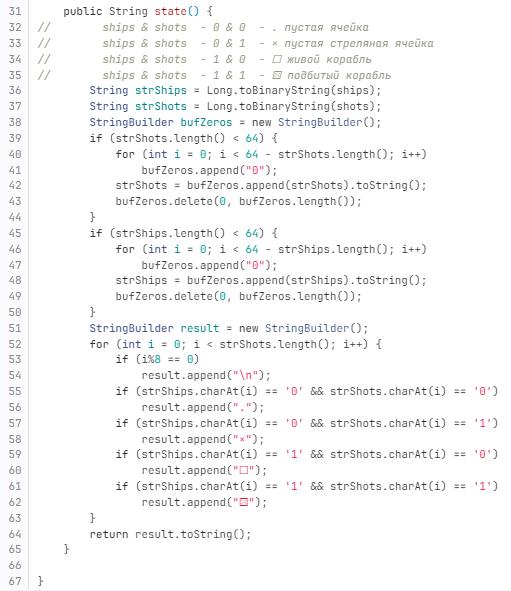 31 public String state() {
32 // ships & shots - 0 & 0 - . пустая ячейка
33 // ships & shots - 0 & 1 - × пустая стреляная ячейка
34 // ships & shots - 1 & 0 - ☐ живой корабль
35 // ships & shots - 1 & 1 - ☒ подбитый корабль
36 String strShips = Long.toBinaryString(ships);
37 String strShots = Long.toBinaryString(shots);
38 StringBuilder bufZeros = new StringBuilder();
39 if (strShots.length() < 64) {
40 for (int i = 0; i < 64 - strShots.length(); i++)
41 bufZeros.append("0");
42 strShots = bufZeros.append(strShots).toString();
43 bufZeros.delete(0, bufZeros.length());
44 }
45 if (strShips.length() < 64) {
46 for (int i = 0; i < 64 - strShips.length(); i++)
47 bufZeros.append("0");
48 strShips = bufZeros.append(strShips).toString();
49 bufZeros.delete(0, bufZeros.length());
50 }
51 StringBuilder result = new StringBuilder();
52 for (int i = 0; i < strShots.length(); i++) {
53 if (i%8 == 0)
54 result.append("\n");
55 if (strShips.charAt(i) == '0' && strShots.charAt(i) == '0')
56 result.append(".");
57 if (strShips.charAt(i) == '0' && strShots.charAt(i) == '1')
58 result.append("×");
59 if (strShips.charAt(i) == '1' && strShots.charAt(i) == '0')
60 result.append("☐");
61 if (strShips.charAt(i) == '1' && strShots.charAt(i) == '1')
62 result.append("☒");
63 }
64 return result.toString();
65 }
66
67 }